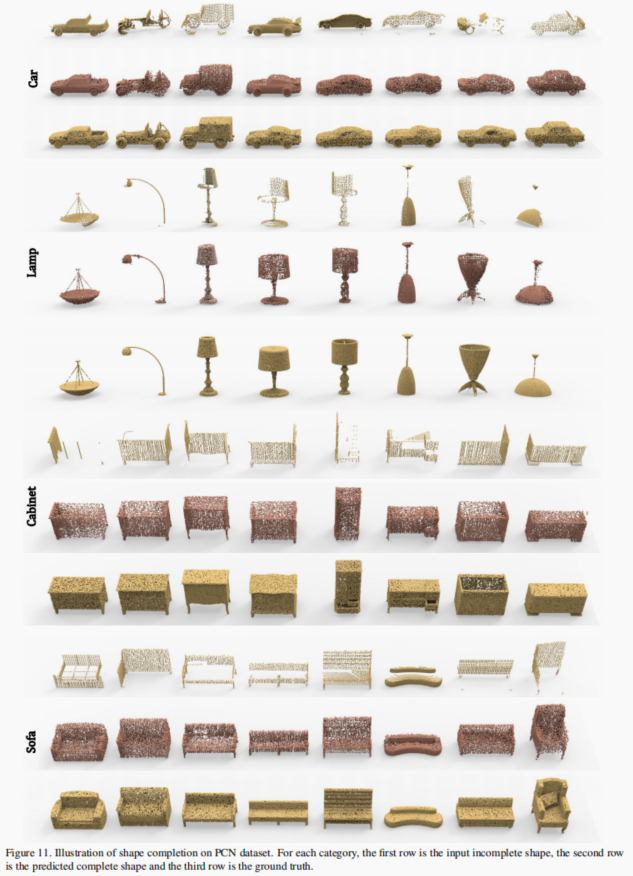 Car
Lamp
Cabinet
Sofa
Figure 11. Illustration of shape completion on PCN dataset. For each category, the first row is the input incomplete shape, the second row
is the predicted complete shape and the third row is the ground truth.